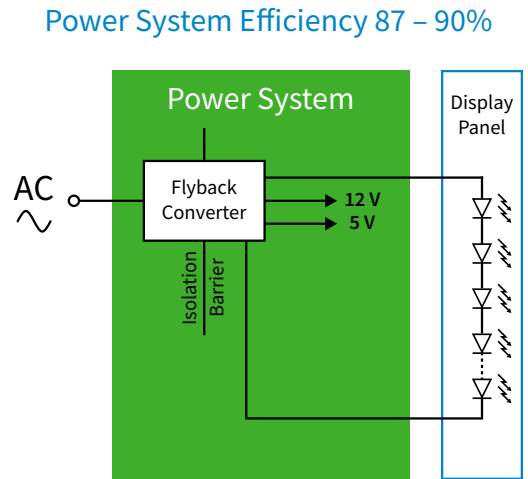 Power System Efficiency 87 – 90%
Power System
Display
Panel
AC
Flyback
Converter
12 V
5 V
Isolation
Barrier